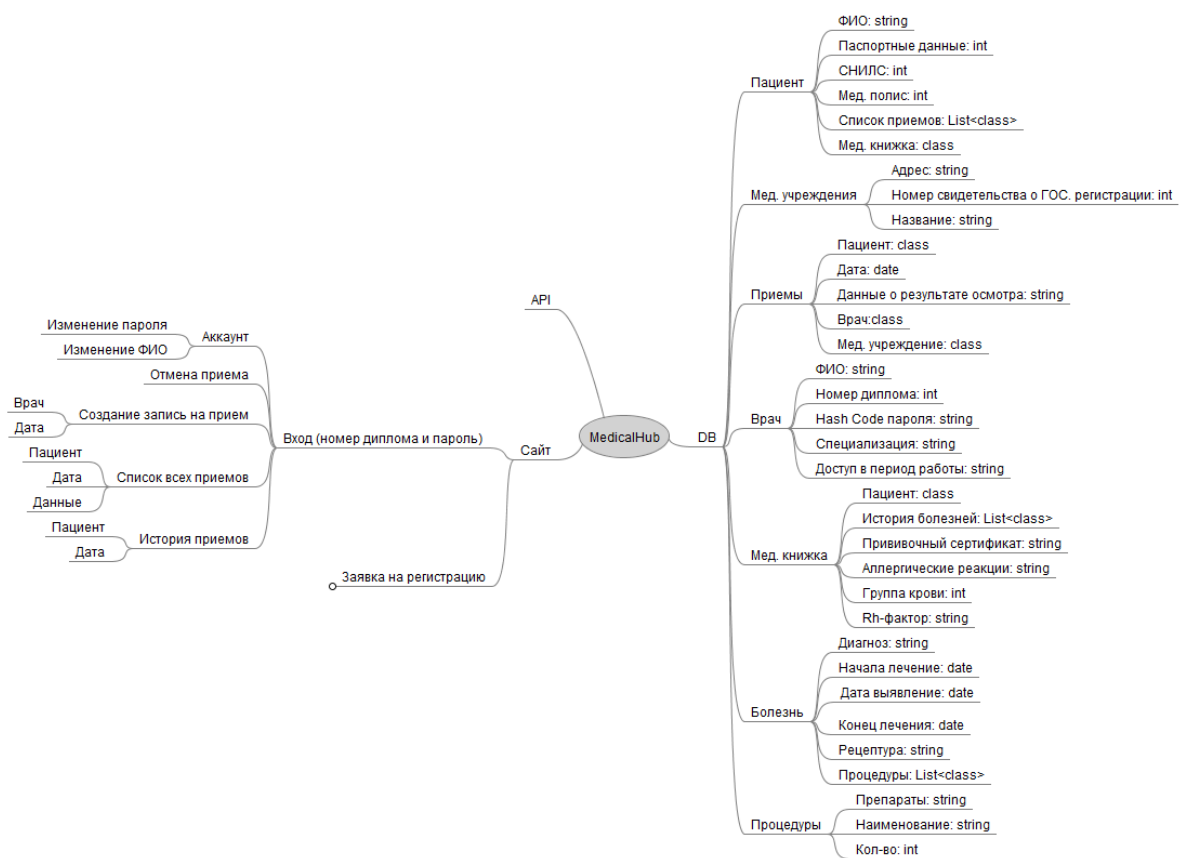 MedicalHub
API
Сайт
Вход (номер диплома и пароль)
Аккаунт
Изменение пароля
Изменение ФИО
Отмена приема
Создание запись на прием
Врач
Дата
Список всех приемов
Пациент
Дата
Данные
История приемов
Пациент
Дата
Заявка на регистрацию
DB
Пациент
ФИО: string
Паспортные данные: int
СНИЛС: int
Мед. полис: int
Список приемов: List<class>
Мед. книжка: class
Мед. учреждения
Адрес: string
Номер свидетельства о ГОС. регистрации: int
Название: string
Приемы
Пациент: class
Дата: date
Данные о результате осмотра: string
Врач:class
Мед. учреждение: class
Врач
ФИО: string
Номер диплома: int
Hash Code пароля: string
Специализация: string
Доступ в период работы: string
Мед. книжка
Пациент: class
История болезней: List<class>
Прививочный сертификат: string
Аллергические реакции: string
Группа крови: int
Rh-фактор: string
Болезнь
Диагноз: string
Начала лечение: date
Дата выявление: date
Конец лечения: date
Рецептура: string
Процедуры: List<class>
Процедуры
Препараты: string
Наименование: string
Кол-во: int